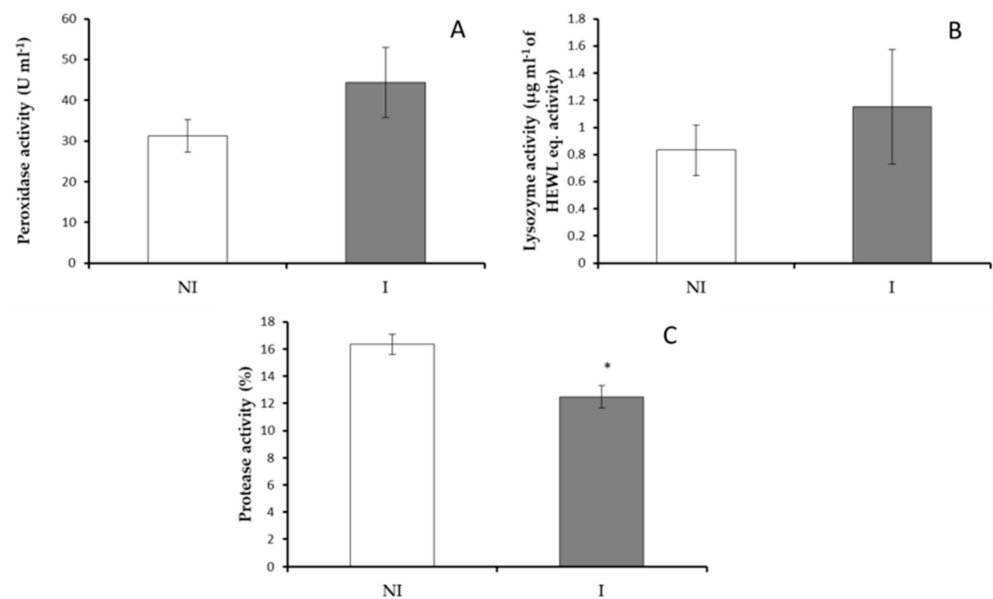 A
Peroxidase activity (U ml-1)
60
50
40
30
20
10
0
NI
I
B
Lysozyme activity (µg ml-1 of
HEWL eq. activity)
1.8
1.6
1.4
1.2
1
0.8
0.6
0.4
0.2
0
NI
I
C
Protease activity (%)
18
16
14
12
10
8
6
4
2
0
*
NI
I